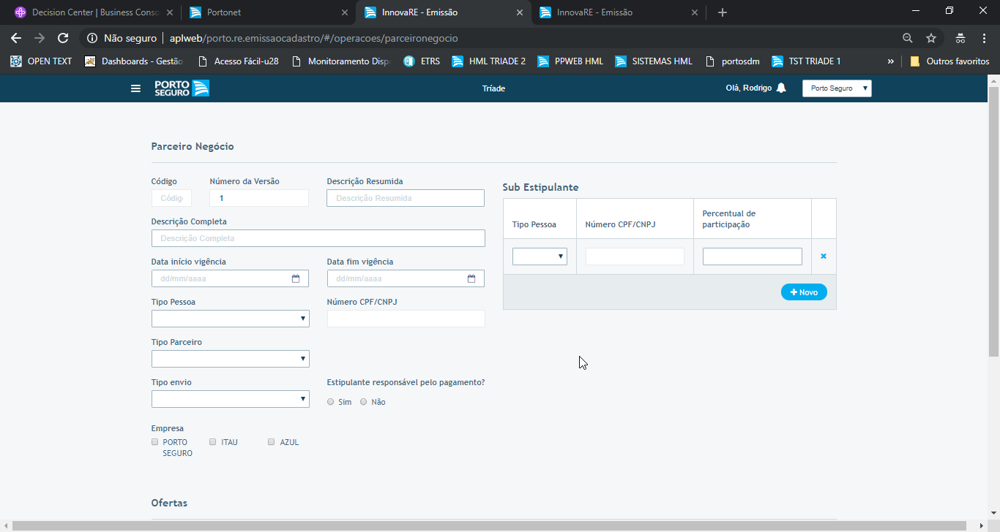 Decision Center | Business Conso
Portonet
InnovaRE - Emissão
InnovaRE - Emissão
Não seguro | aplweb/porto.re.emissaocadastro/#/operacoes/parceironegocio
OPEN TEXT
Dashboards - Gestão
Acesso Fácil-u28
Monitoramento Dispo
ETRS
HML TRIADE 2
PPWEB HML
SISTEMAS HML
portosdm
TST TRIADE 1
»
Outros favoritos
PORTO
SEGURO
Tríade
Olá, Rodrigo
Porto Seguro
Parceiro Negócio
Código
Número da Versão
Descrição Resumida
Códig
1
Descrição Resumida
Descrição Completa
Descrição Completa
Data início vigência
Data fim vigência
dd/mm/aaaa
dd/mm/aaaa
Tipo Pessoa
Número CPF/CNPJ
Tipo Parceiro
Tipo envio
Estipulante responsável pelo pagamento?
Sim
Não
Empresa
PORTO
SEGURO
ITAU
AZUL
Sub Estipulante
Tipo Pessoa
Número CPF/CNPJ
Percentual de
participação
+ Novo
Ofertas